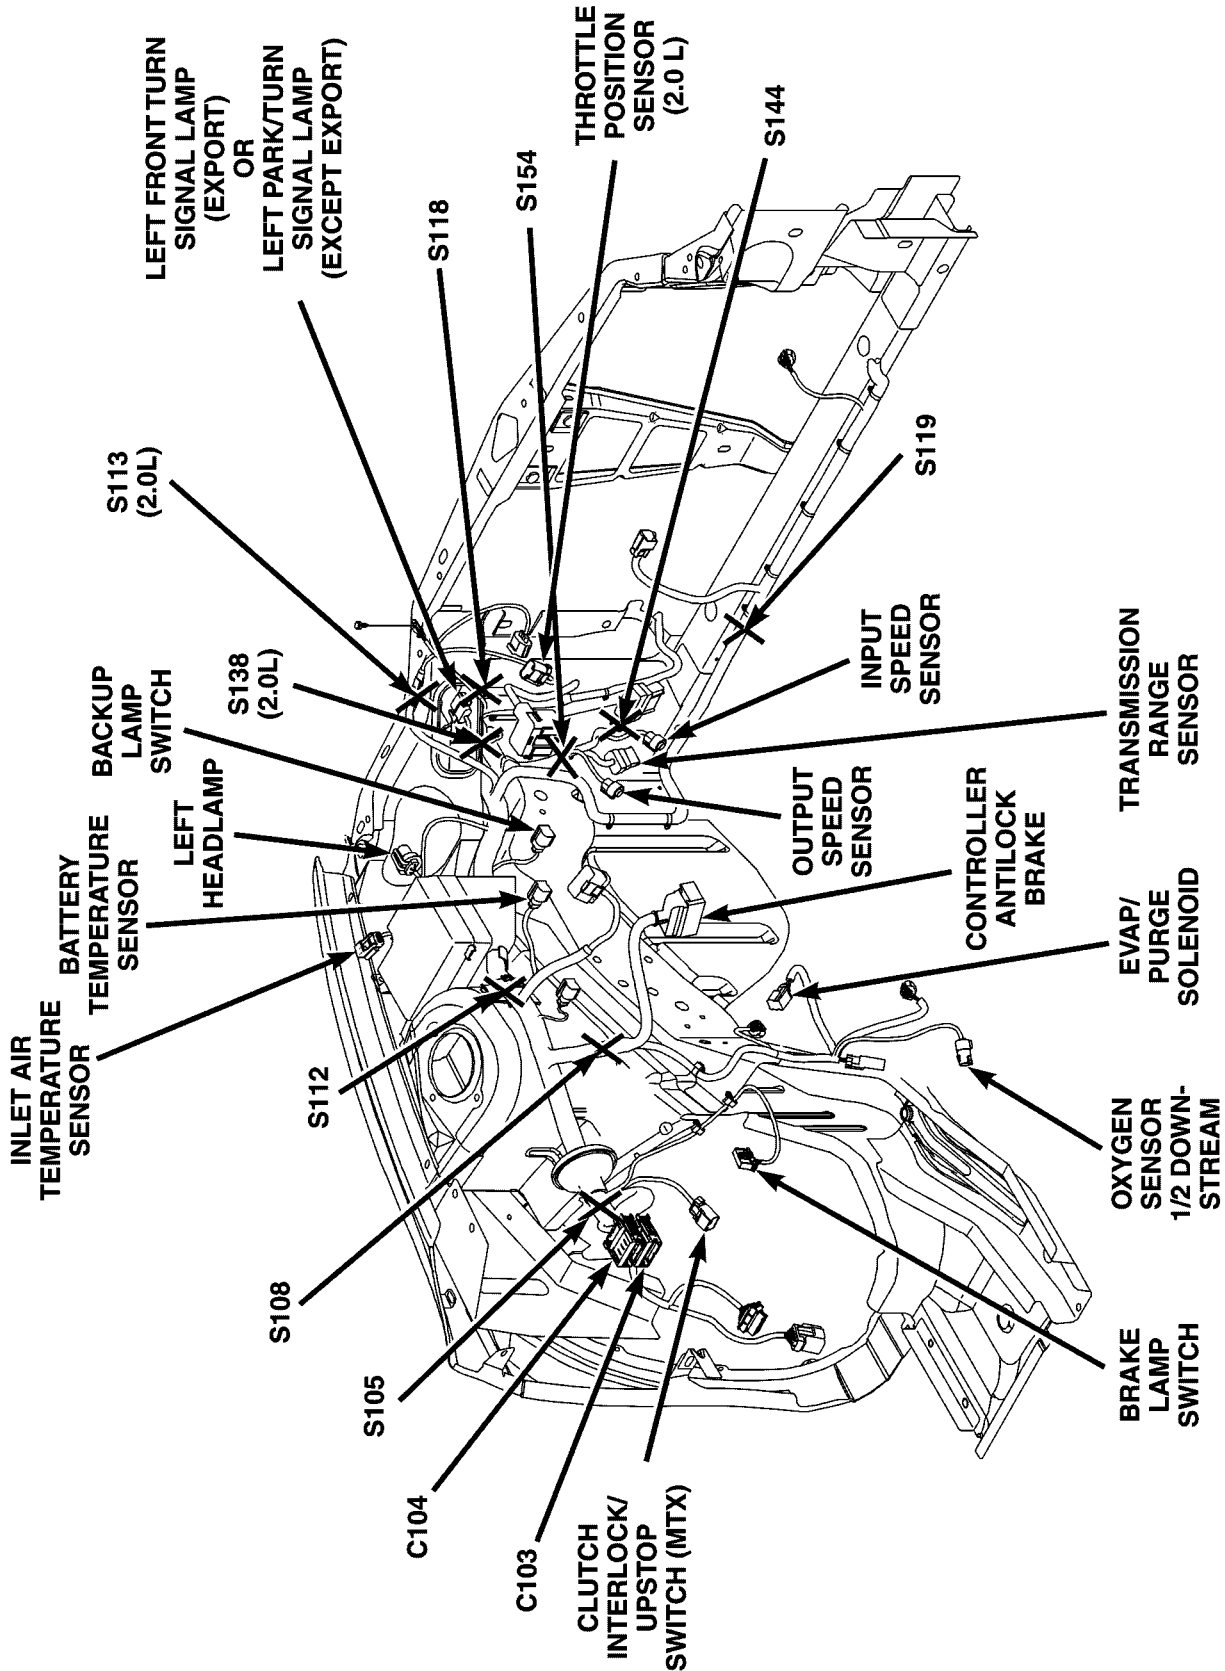 CLUTCH
INTERLOCK/
UPSTOP
SWITCH (MTX)
C103
C104
S105
S108
S112
INLET AIR
TEMPERATURE
SENSOR
BATTERY
TEMPERATURE
SENSOR
LEFT
HEADLAMP
BACKUP
LAMP
SWITCH
S138
(2.0L)
S113
(2.0L)
LEFT FRONT TURN
SIGNAL LAMP
(EXPORT)
OR
LEFT PARK/TURN
SIGNAL LAMP
(EXCEPT EXPORT)
S118
S154
THROTTLE
POSITION
SENSOR
(2.0 L)
S144
S119
INPUT
SPEED
SENSOR
TRANSMISSION
RANGE
SENSOR
OUTPUT
SPEED
SENSOR
CONTROLLER
ANTILOCK
BRAKE
EVAP/
PURGE
SOLENOID
OXYGEN
SENSOR
1/2 DOWN-
STREAM
BRAKE
LAMP
SWITCH